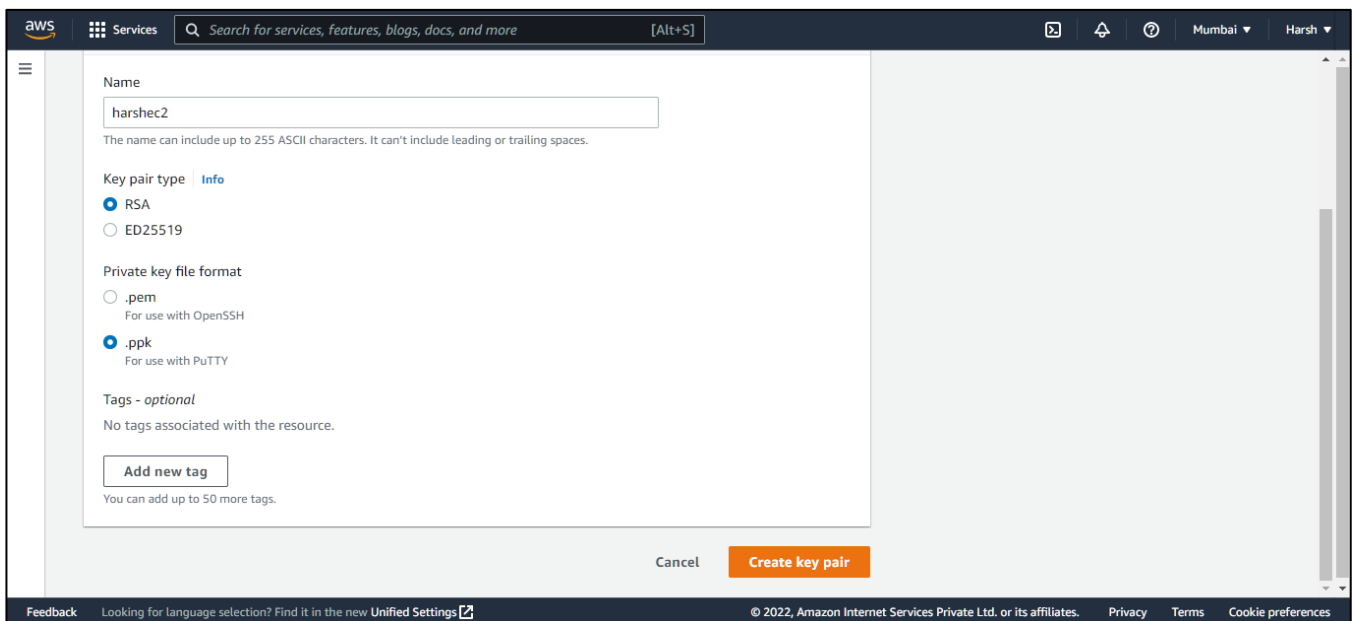 aws Services Search for services, features, blogs, docs, and more [Alt+S] Mumbai Harsh
Name
harshec2
The name can include up to 255 ASCII characters. It can't include leading or trailing spaces.
Key pair type Info
RSA
ED25519
Private key file format
.pem
For use with OpenSSH
.ppk
For use with PuTTY
Tags - optional
No tags associated with the resource.
Add new tag
You can add up to 50 more tags.
Cancel Create key pair
Feedback Looking for language selection? Find it in the new Unified Settings © 2022, Amazon Internet Services Private Ltd. or its affiliates. Privacy Terms Cookie preferences